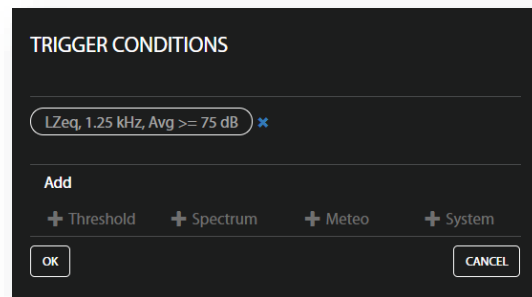 TRIGGER CONDITIONS
LZeq, 1.25 kHz, Avg >= 75 dB ×
Add
+ Threshold + Spectrum + Meteo + System
OK CANCEL